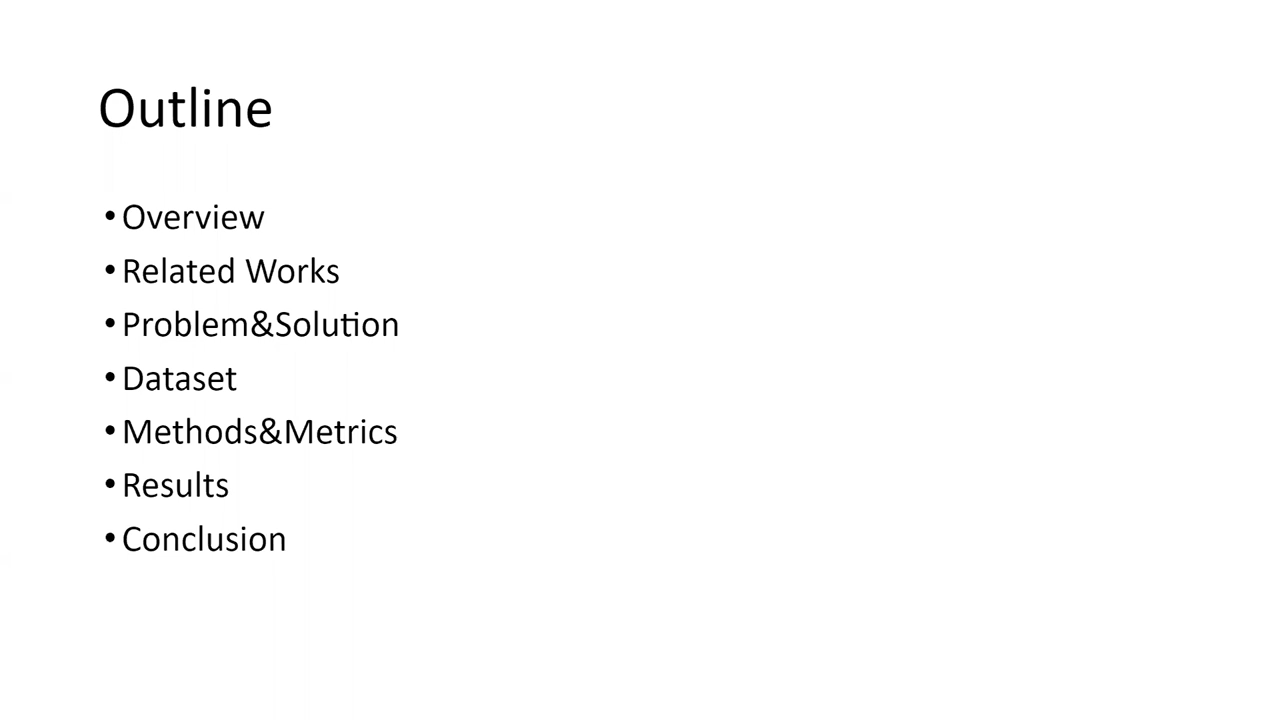 Outline
• Overview
• Related Works
• Problem&Solution
• Dataset
• Methods&Metrics
• Results
• Conclusion